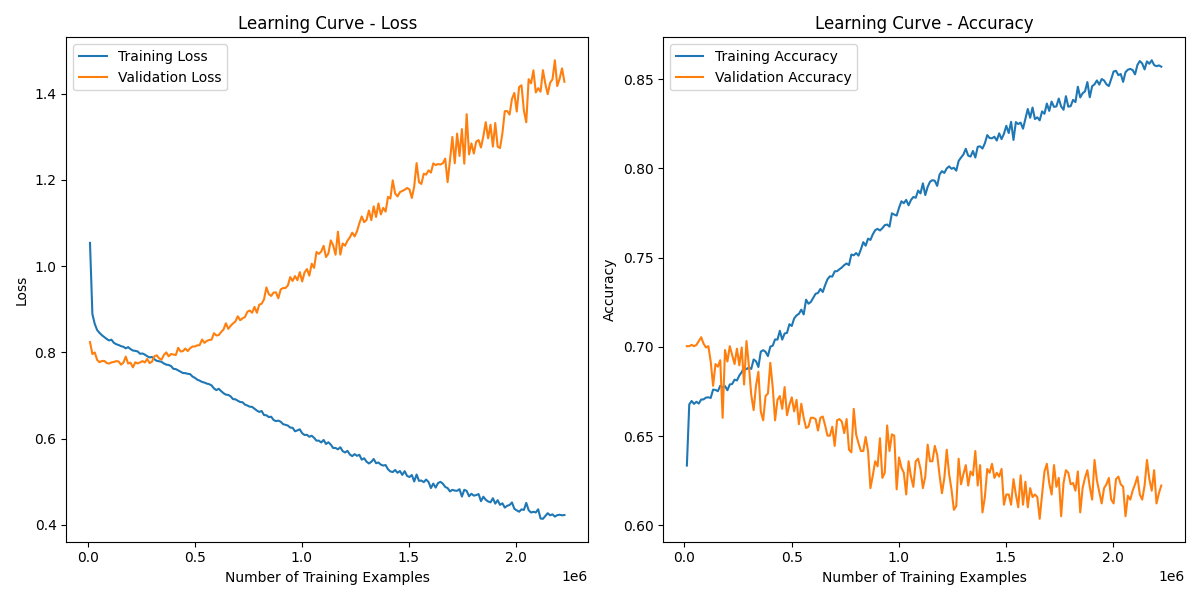 Learning Curve - Loss
Training Loss
Validation Loss
1.4
1.2
1.0
0.8
0.6
0.4
Loss
0.0
0.5
1.0
1.5
2.0
1e6
Number of Training Examples
Learning Curve - Accuracy
Training Accuracy
Validation Accuracy
0.85
0.80
0.75
0.70
0.65
0.60
Accuracy
0.0
0.5
1.0
1.5
2.0
1e6
Number of Training Examples